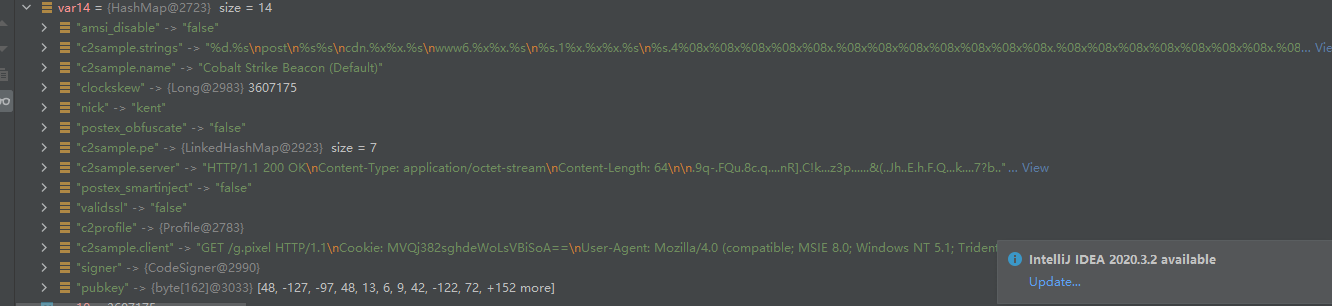 var14 = {HashMap@2723} size = 14
"amsi_disable" -> "false"
"c2sample.strings" -> "%d.%s\npost\n%s%s\ncdn.%x%x.%s\nwww6.%x%x.%s\n%s.1%x.%x%x.%s\n%s.4%08x%08x%08x%08x%08x.%08x%08x%08x%08x%08x%08x.%08x%08x%08x%08x%08x%08x%08x.%08... View
"c2sample.name" -> "Cobalt Strike Beacon (Default)"
"clockskew" -> {Long@2983} 3607175
"nick" -> "kent"
"postex_obfuscate" -> "false"
"c2sample.pe" -> {LinkedHashMap@2923} size = 7
"c2sample.server" -> "HTTP/1.1 200 OK\nContent-Type: application/octet-stream\nContent-Length: 64\n\n.9q-.FQu.8c.q....nR].C!k...z3p......&(..Jh..E.h.F.Q...k....7?b.." ... View
"postex_smartinject" -> "false"
"validssl" -> "false"
"c2profile" -> {Profile@2783}
"c2sample.client" -> "GET /g.pixel HTTP/1.1\nCookie: MVQj382sghdeWoLsVBiSoA==\nUser-Agent: Mozilla/4.0 (compatible; MSIE 8.0; Windows NT 5.1; Trident
"signer" -> {CodeSigner@2990}
"pubkey" -> {byte[162]@3033} [48, -127, -97, 48, 13, 6, 9, 42, -122, 72, +152 more]
IntelliJ IDEA 2020.3.2 available
Update...